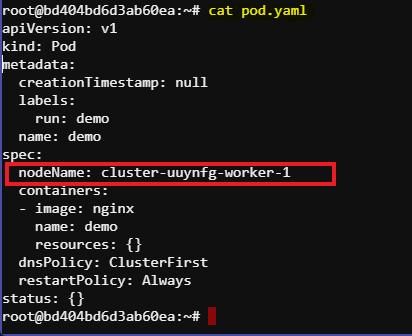 root@bd404bd6d3ab60ea:~# cat pod.yaml
apiVersion: v1
kind: Pod
metadata:
  creationTimestamp: null
  labels:
    run: demo
  name: demo
spec:
  nodeName: cluster-uuynfg-worker-1
  containers:
  - image: nginx
    name: demo
    resources: {}
  dnsPolicy: ClusterFirst
  restartPolicy: Always
status: {}
root@bd404bd6d3ab60ea:~#